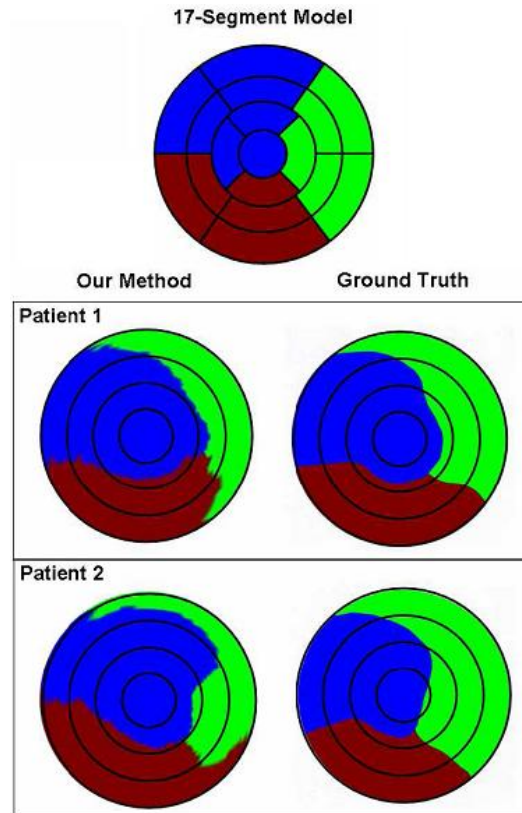 17-Segment Model
Our Method
Ground Truth
Patient 1
Patient 2